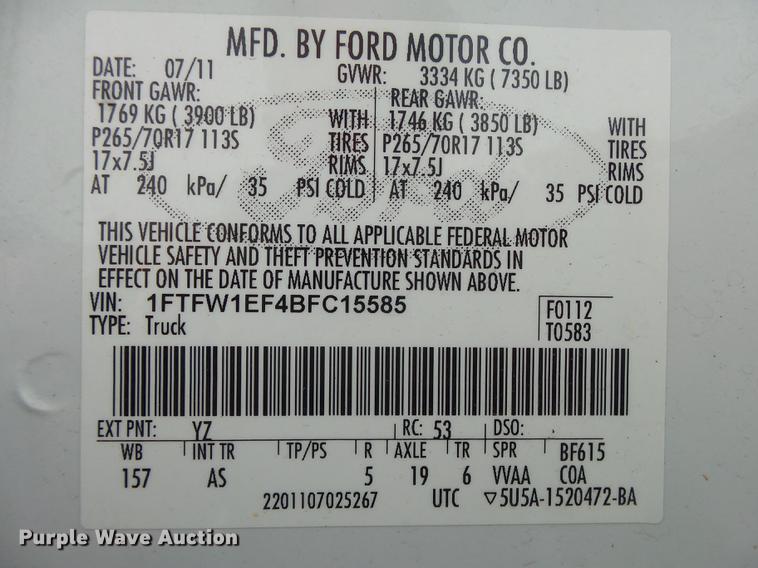 MFD. BY FORD MOTOR CO.
DATE: 07/11 GVWR: 3334 KG ( 7350 LB)
FRONT GAWR: REAR GAWR:
1769 KG ( 3900 LB) WITH 1746 KG ( 3850 LB) WITH
P265/70R17 113S TIRES P265/70R17 113S TIRES
17x7.5J RIMS 17x7.5J RIMS
AT 240 kPa/ 35 PSI COLD AT 240 kPa/ 35 PSI COLD
Ford
THIS VEHICLE CONFORMS TO ALL APPLICABLE FEDERAL MOTOR
VEHICLE SAFETY AND THEFT PREVENTION STANDARDS IN
EFFECT ON THE DATE OF MANUFACTURE SHOWN ABOVE.
VIN: 1FTFW1EF4BFC15585 F0112
TYPE: Truck T0583
EXT PNT: YZ RC: 53 DSO:
WB INT TR TP/PS R AXLE TR SPR BF615
157 AS 5 19 6 VVAA COA
2201107025267 UTC ▽5U5A-1520472-BA
Purple Wave Auction